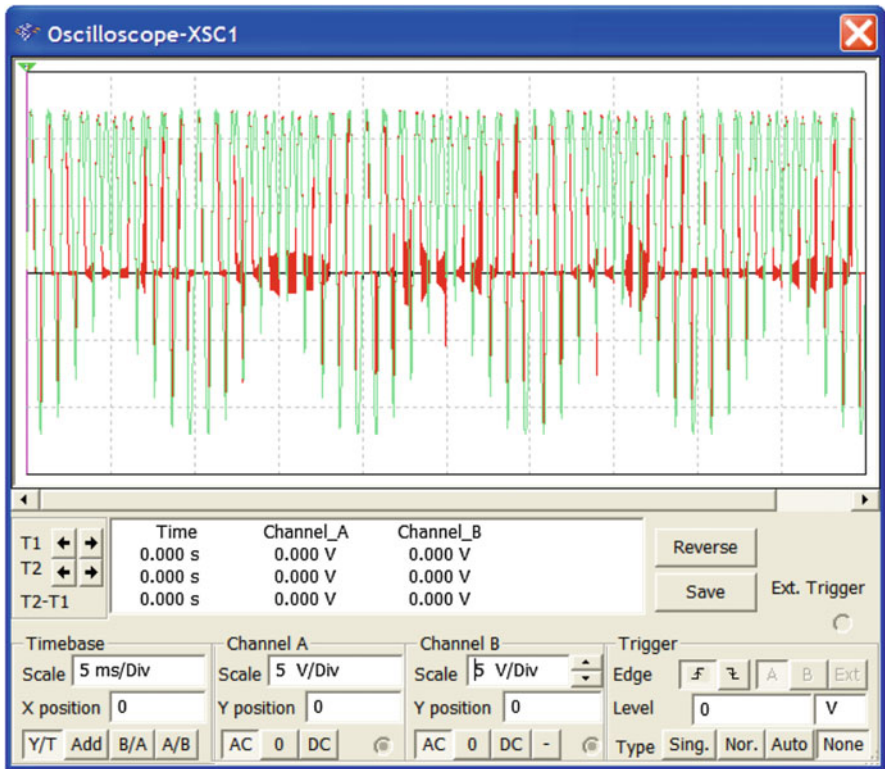 Oscilloscope-XSC1
Time Channel_A Channel_B
T1 0.000 s 0.000 V 0.000 V
T2 0.000 s 0.000 V 0.000 V
T2-T1 0.000 s 0.000 V 0.000 V
Reverse
Save
Ext. Trigger
Timebase
Scale 5 ms/Div
X position 0
Y/T Add B/A A/B
Channel A
Scale 5 V/Div
Y position 0
AC 0 DC
Channel B
Scale 5 V/Div
Y position 0
AC 0 DC -
Trigger
Edge A B Ext
Level 0 V
Type Sing. Nor. Auto None